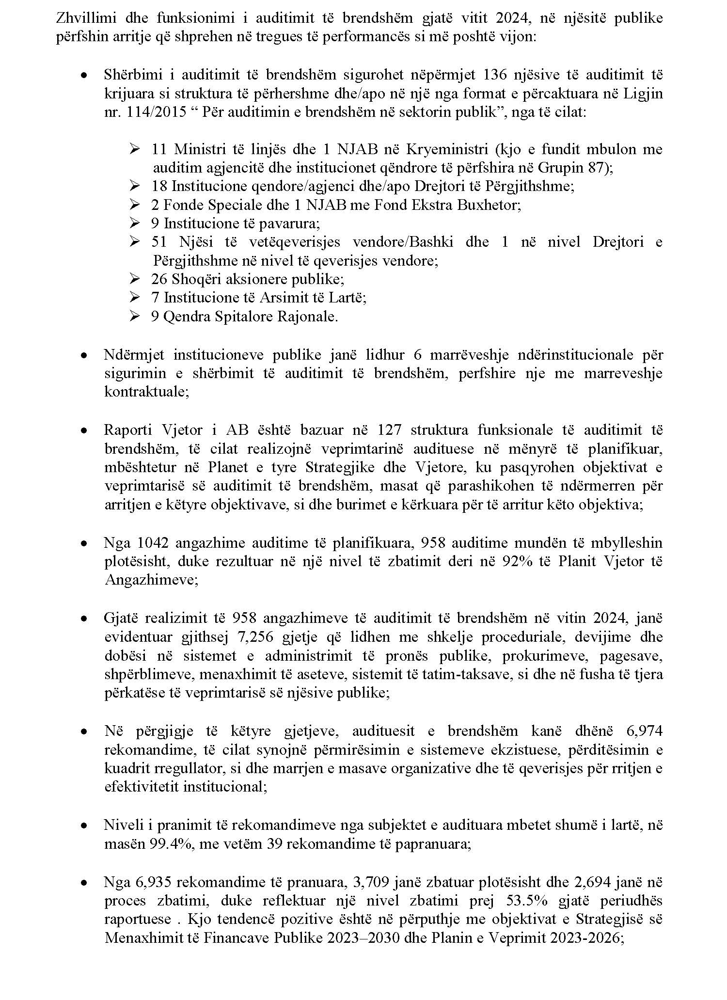 Zhvillimi dhe funksionimi i auditimit të brendshëm gjatë vitit 2024, në njësitë publike
përfshin arritje që shprehen në tregues të performancës si më poshtë vijon:
• Shërbimi i auditimit të brendshëm sigurohet nëpërmjet 136 njësive të auditimit të
krijuara si struktura të përhershme dhe/apo në një nga format e përcaktuara në Ligjin
nr. 114/2015 “ Për auditimin e brendshëm në sektorin publik”, nga të cilat:
➢ 11 Ministri të linjës dhe 1 NJAB në Kryeministri (kjo e fundit mbulon me
auditim agjencitë dhe institucionet qëndrore të përfshira në Grupin 87);
➢ 18 Institucione qendore/agjenci dhe/apo Drejtori të Përgjithshme;
➢ 2 Fonde Speciale dhe 1 NJAB me Fond Ekstra Buxhetor;
➢ 9 Institucione të pavarura;
➢ 51 Njësi të vetëqeverisjes vendore/Bashki dhe 1 në nivel Drejtori e
Përgjithshme në nivel të qeverisjes vendore;
➢ 26 Shoqëri aksionere publike;
➢ 7 Institucione të Arsimit të Lartë;
➢ 9 Qendra Spitalore Rajonale.
• Ndërmjet institucioneve publike janë lidhur 6 marrëveshje ndërinstitucionale për
sigurimin e shërbimit të auditimit të brendshëm, perfshire nje me marreveshje
kontraktuale;
• Raporti Vjetor i AB është bazuar në 127 struktura funksionale të auditimit të
brendshëm, të cilat realizojnë veprimtarinë audituese në mënyrë të planifikuar,
mbështetur në Planet e tyre Strategjike dhe Vjetore, ku pasqyrohen objektivat e
veprimtarisë së auditimit të brendshëm, masat që parashikohen të ndërmerren për
arritjen e këtyre objektivave, si dhe burimet e kërkuara për të arritur këto objektiva;
• Nga 1042 angazhime auditime të planifikuara, 958 auditime mundën të mbylleshin
plotësisht, duke rezultuar në një nivel të zbatimit deri në 92% të Planit Vjetor të
Angazhimeve;
• Gjatë realizimit të 958 angazhimeve të auditimit të brendshëm në vitin 2024, janë
evidentuar gjithsej 7,256 gjetje që lidhen me shkelje proceduriale, devijime dhe
dobësi në sistemet e administrimit të pronës publike, prokurimeve, pagesave,
shpërblimeve, menaxhimit të aseteve, sistemit të tatim-taksave, si dhe në fusha të tjera
përkatëse të veprimtarisë së njësive publike;
• Në përgjigje të këtyre gjetjeve, audituesit e brendshëm kanë dhënë 6,974
rekomandime, të cilat synojnë përmirësimin e sistemeve ekzistuese, përditësimin e
kuadrit rregullator, si dhe marrjen e masave organizative dhe të qeverisjes për rritjen e
efektivitetit institucional;
• Niveli i pranimit të rekomandimeve nga subjektet e audituara mbetet shumë i lartë, në
masën 99.4%, me vetëm 39 rekomandime të papranuara;
• Nga 6,935 rekomandime të pranuara, 3,709 janë zbatuar plotësisht dhe 2,694 janë në
proces zbatimi, duke reflektuar një nivel zbatimi prej 53.5% gjatë periudhës
raportuese . Kjo tendencë pozitive është në përputhje me objektivat e Strategjisë së
Menaxhimit të Financave Publike 2023–2030 dhe Planin e Veprimit 2023-2026;